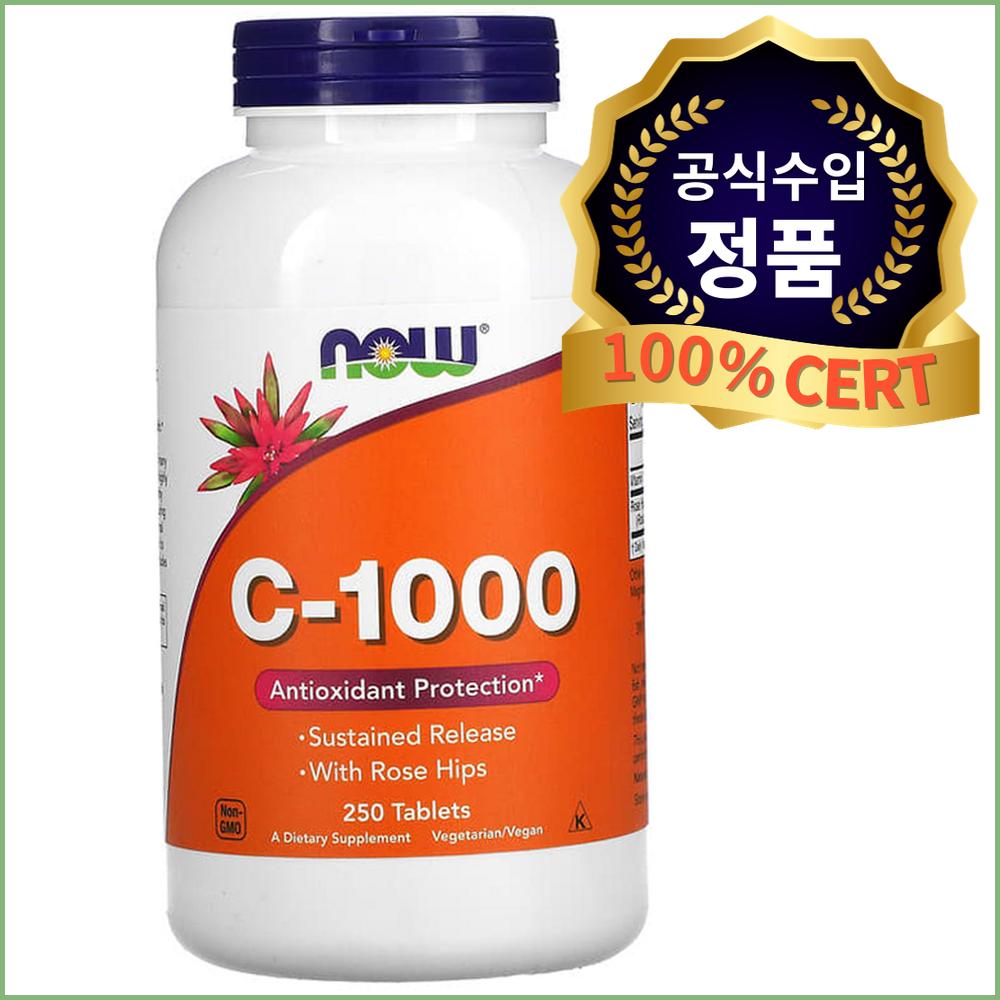 공식수입
정품
100% CERT
NOW®
C-1000
Antioxidant Protection*
•Sustained Release
•With Rose Hips
250 Tablets
Non-
GMO
A Dietary Supplement Vegetarian/Vegan
K